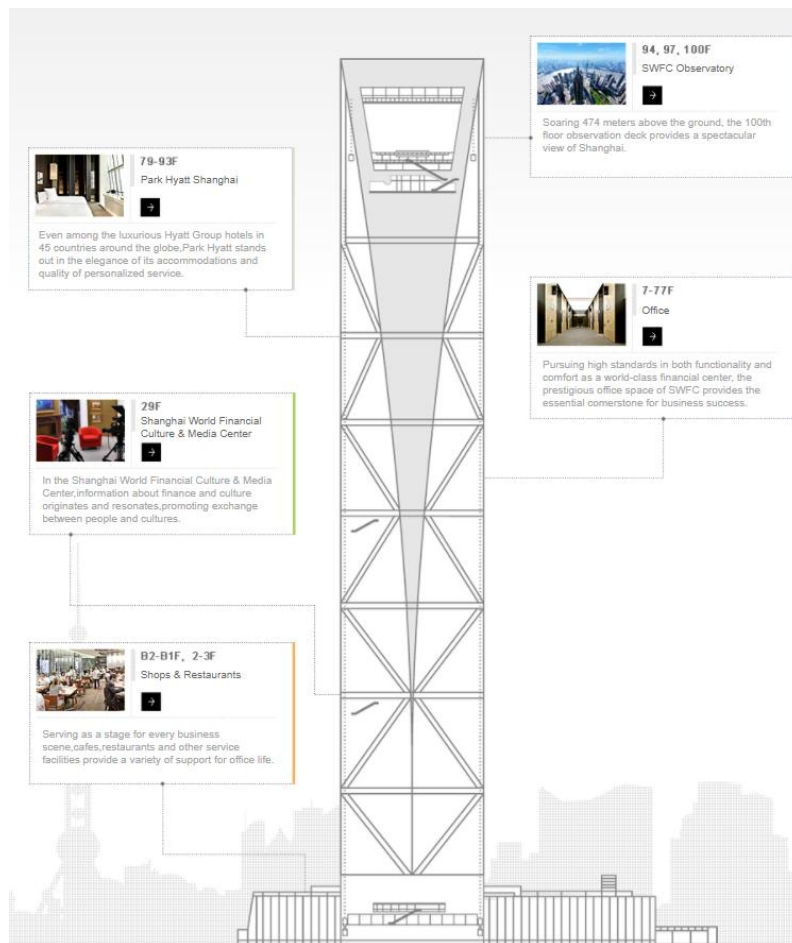 94, 97, 100F
SWFC Observatory
Soaring 474 meters above the ground, the 100th
floor observation deck provides a spectacular
view of Shanghai.
79-93F
Park Hyatt Shanghai
Even among the luxurious Hyatt Group hotels in
45 countries around the globe,Park Hyatt stands
out in the elegance of its accommodations and
quality of personalized service.
7-77F
Office
Pursuing high standards in both functionality and
comfort as a world-class financial center, the
prestigious office space of SWFC provides the
essential cornerstone for business success.
29F
Shanghai World Financial
Culture & Media Center
In the Shanghai World Financial Culture & Media
Center,information about finance and culture
originates and resonates,promoting exchange
between people and cultures.
B2-B1F, 2-3F
Shops & Restaurants
Serving as a stage for every business
scene,cafes,restaurants and other service
facilities provide a variety of support for office life.